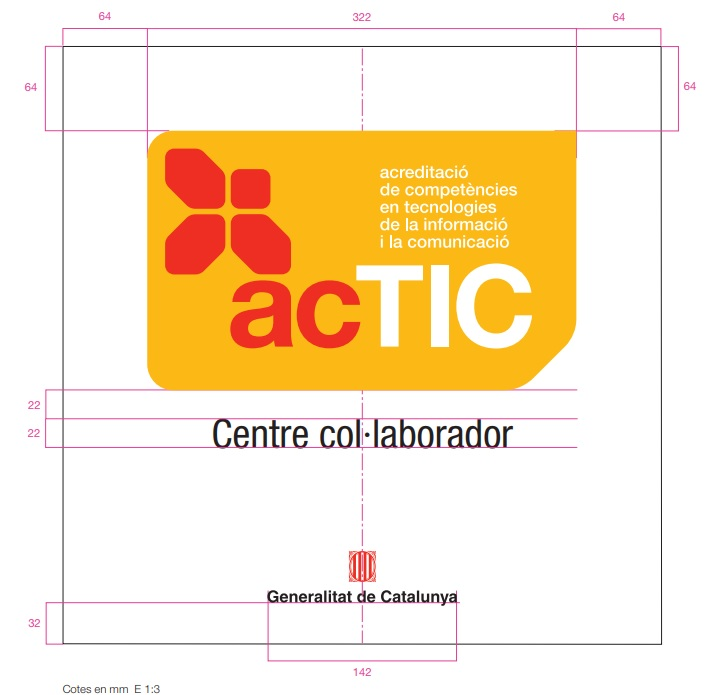 64 322 64
64 64
acreditació
de competències
en tecnologies
de la informació
i la comunicació
acTIC
22
22
Centre col·laborador
Generalitat de Catalunya
32
142
Cotes en mm E 1:3